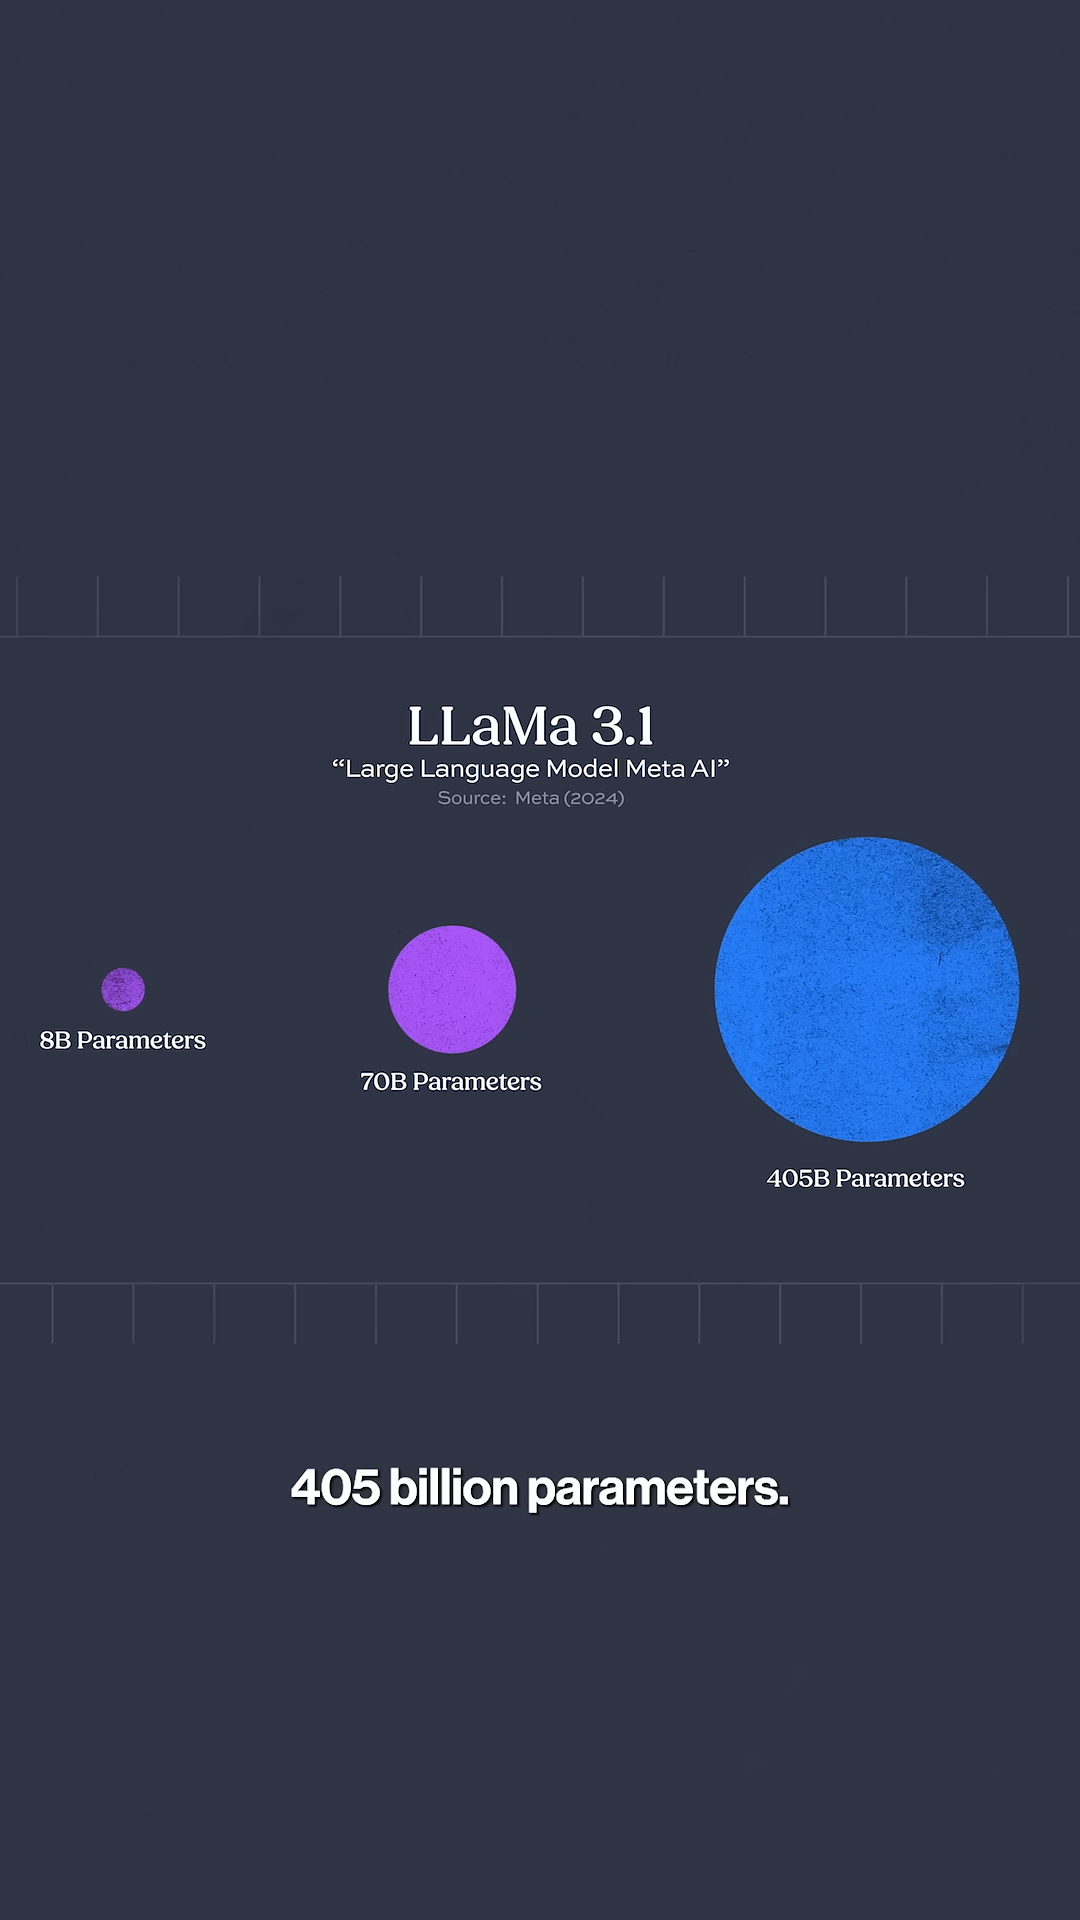 LLaMa 3.1
“Large Language Model Meta AI”
Source: Meta (2024)
8B Parameters
70B Parameters
405B Parameters
405 billion parameters.